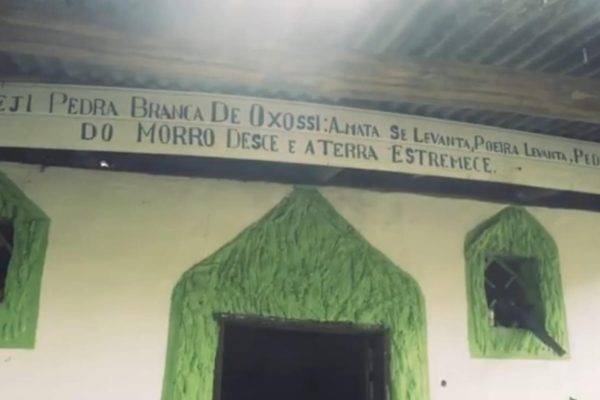 EJI PEDRA BRANCA DE OXOSSI: A MATA SE LEVANTA, POEIRA LEVANTA, PED
DO MORRO DESCE E A TERRA ESTREMECE.